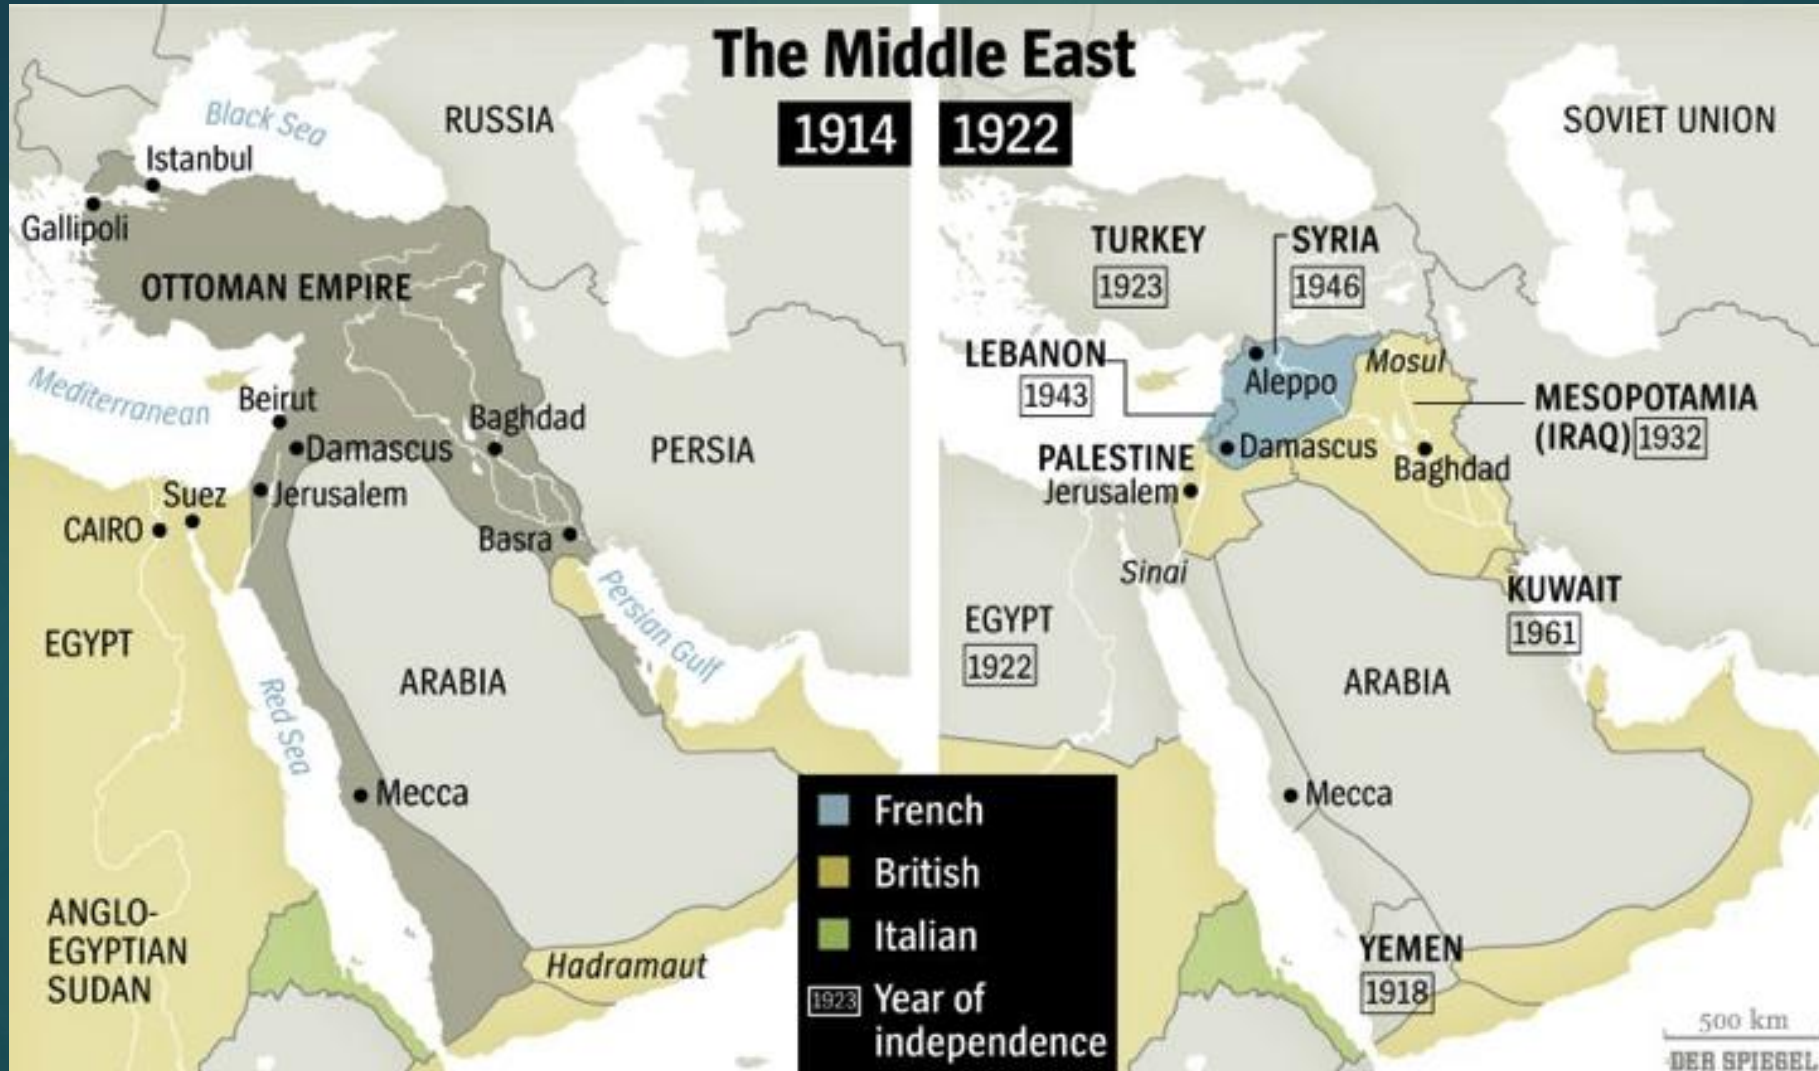 The Middle East
1914
1922
Black Sea
RUSSIA
Istanbul
Gallipoli
OTTOMAN EMPIRE
Mediterranean
Beirut
Baghdad
Damascus
PERSIA
Suez
Jerusalem
CAIRO
Basra
Persian Gulf
EGYPT
ARABIA
Red Sea
Mecca
ANGLO-
EGYPTIAN
SUDAN
Hadramaut
French
British
Italian
1923 Year of
independence
SOVIET UNION
TURKEY
1923
SYRIA
1946
LEBANON
1943
Aleppo
Mosul
MESOPOTAMIA
(IRAQ) 1932
Damascus
PALESTINE
Baghdad
Jerusalem
Sinai
KUWAIT
1961
EGYPT
1922
ARABIA
Mecca
YEMEN
1918
500 km
DER SPIEGEL